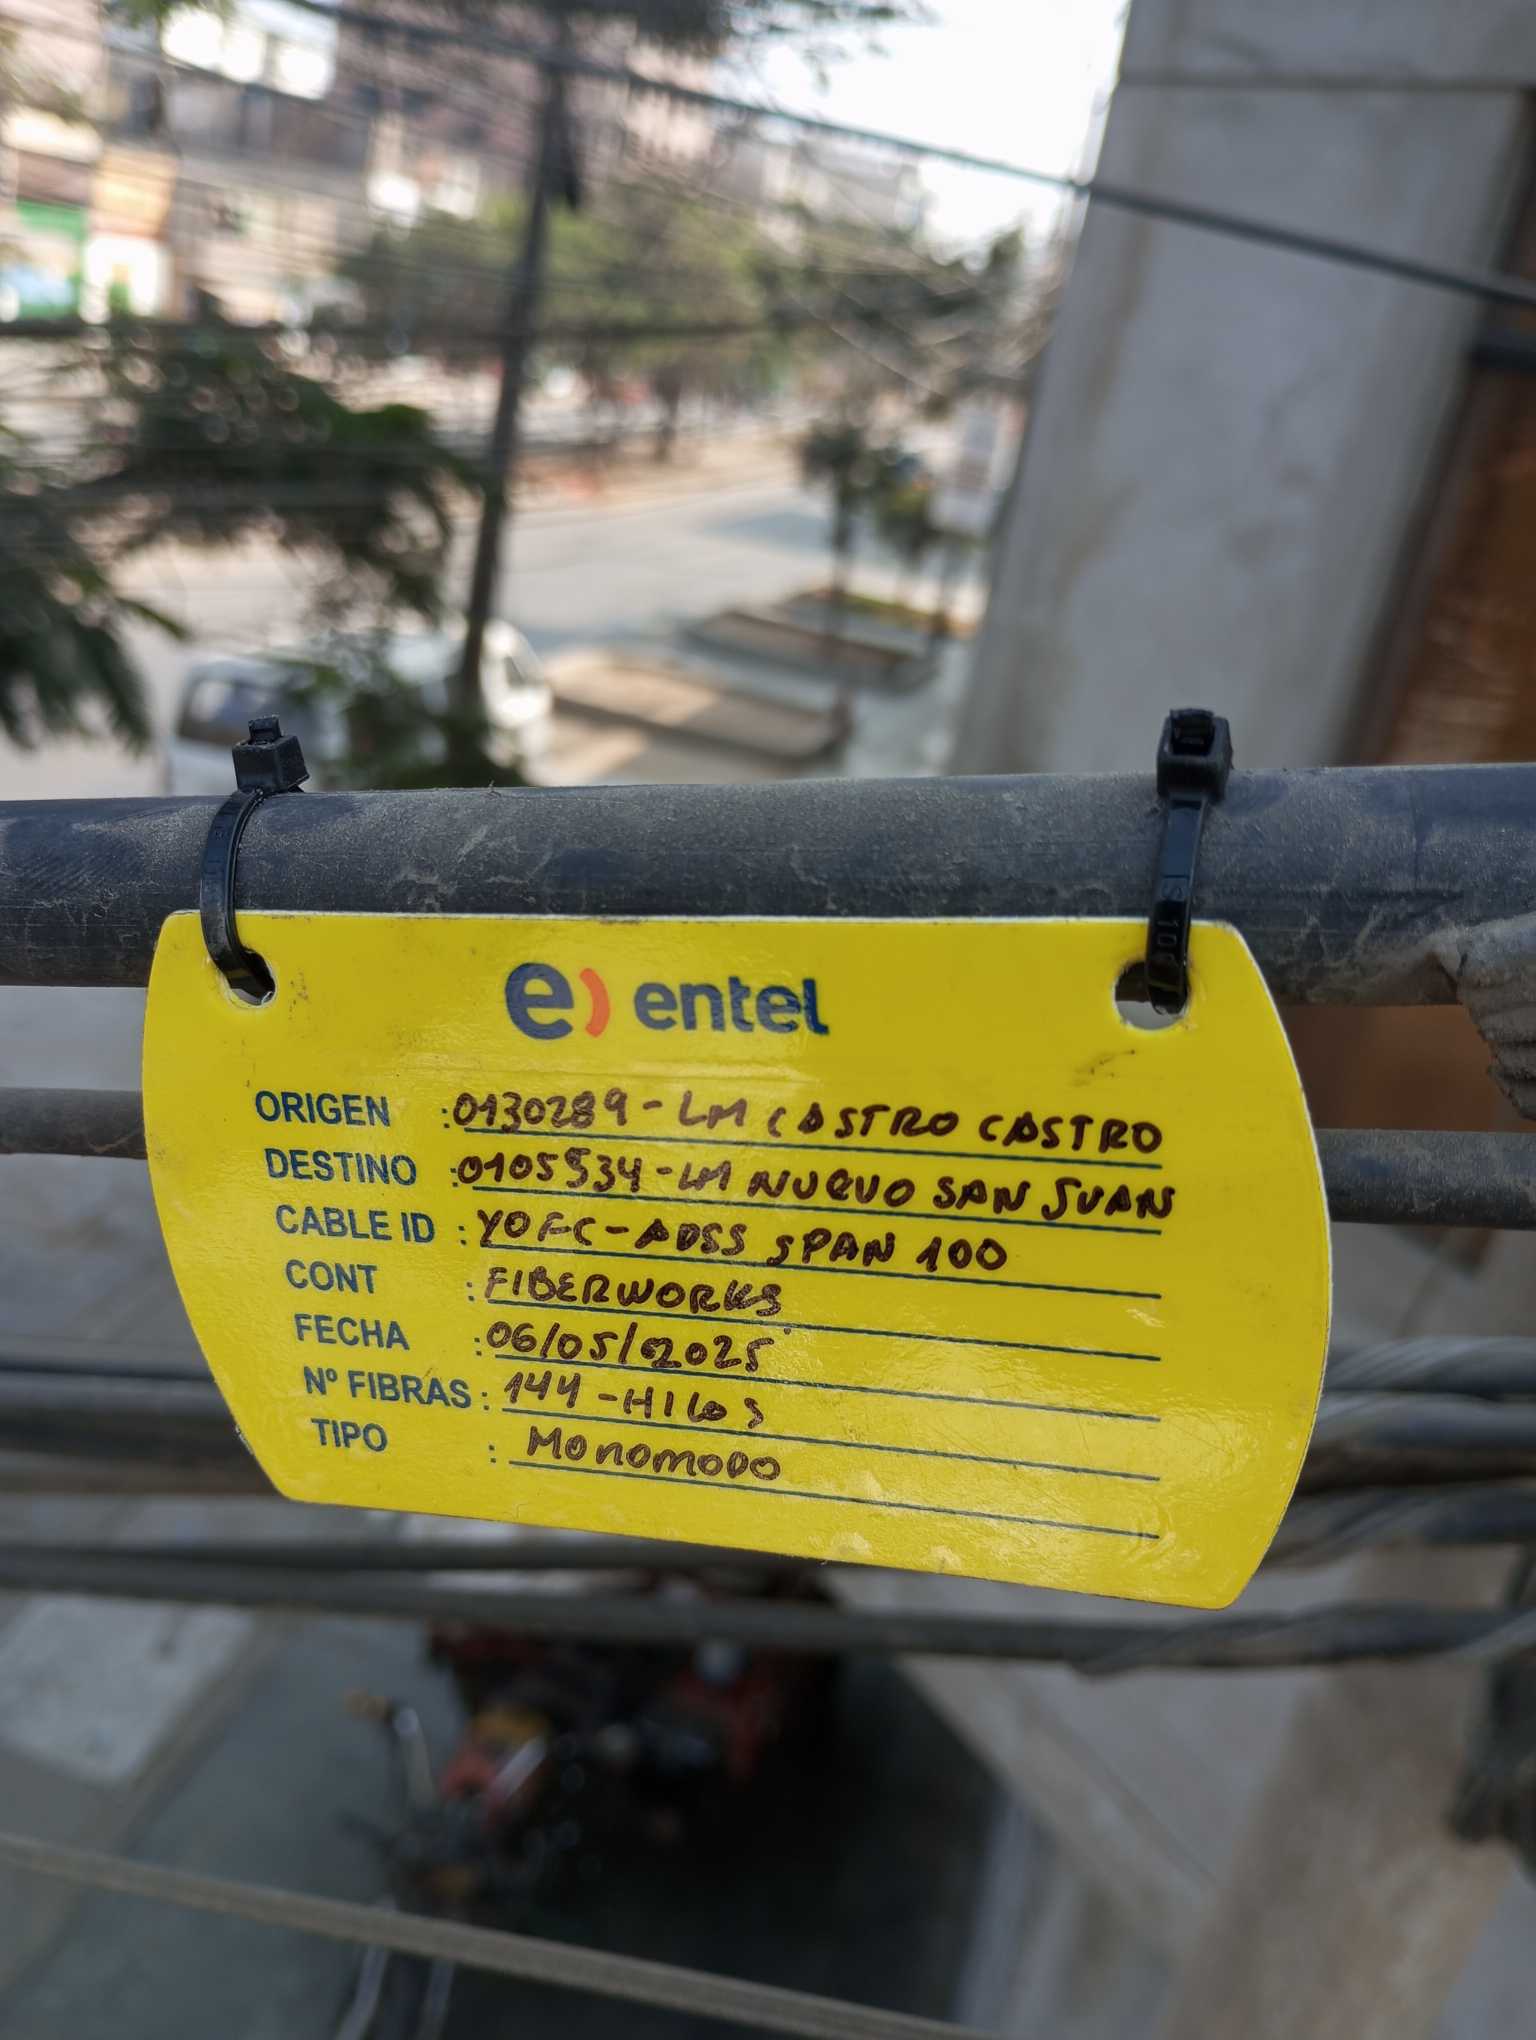 e) entel
ORIGEN : 0130289 - LM CASTRO CASTRO
DESTINO : 0105534 - LM NUEVO SAN JUAN
CABLE ID : YOFC - ADSS SPAN 100
CONT : FIBERWORKS
FECHA : 06/05/2025
Nº FIBRAS : 144 - HILOS
TIPO : MONOMODO